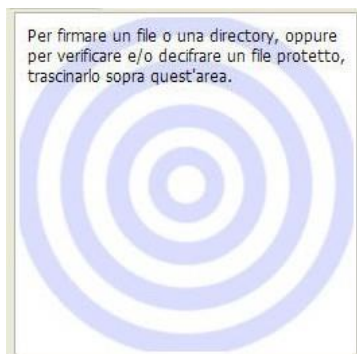 Per firmare un file o una directory, oppure
per verificare e/o decifrare un file protetto,
trascinarlo sopra quest'area.